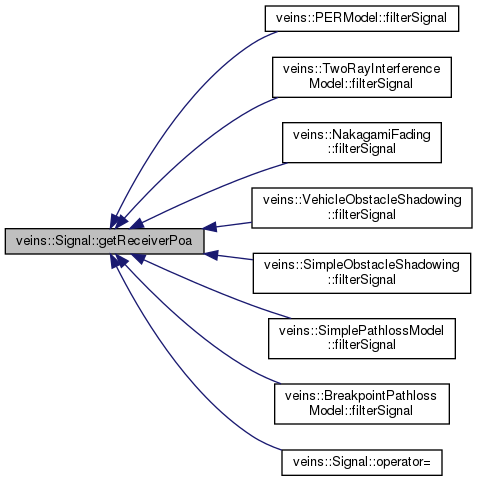 veins::PERModel::filterSignal
veins::TwoRayInterference
Model::filterSignal
veins::NakagamiFading
::filterSignal
veins::VehicleObstacleShadowing
::filterSignal
veins::Signal::getReceiverPoa
veins::SimpleObstacleShadowing
::filterSignal
veins::SimplePathlossModel
::filterSignal
veins::BreakpointPathloss
Model::filterSignal
veins::Signal::operator=